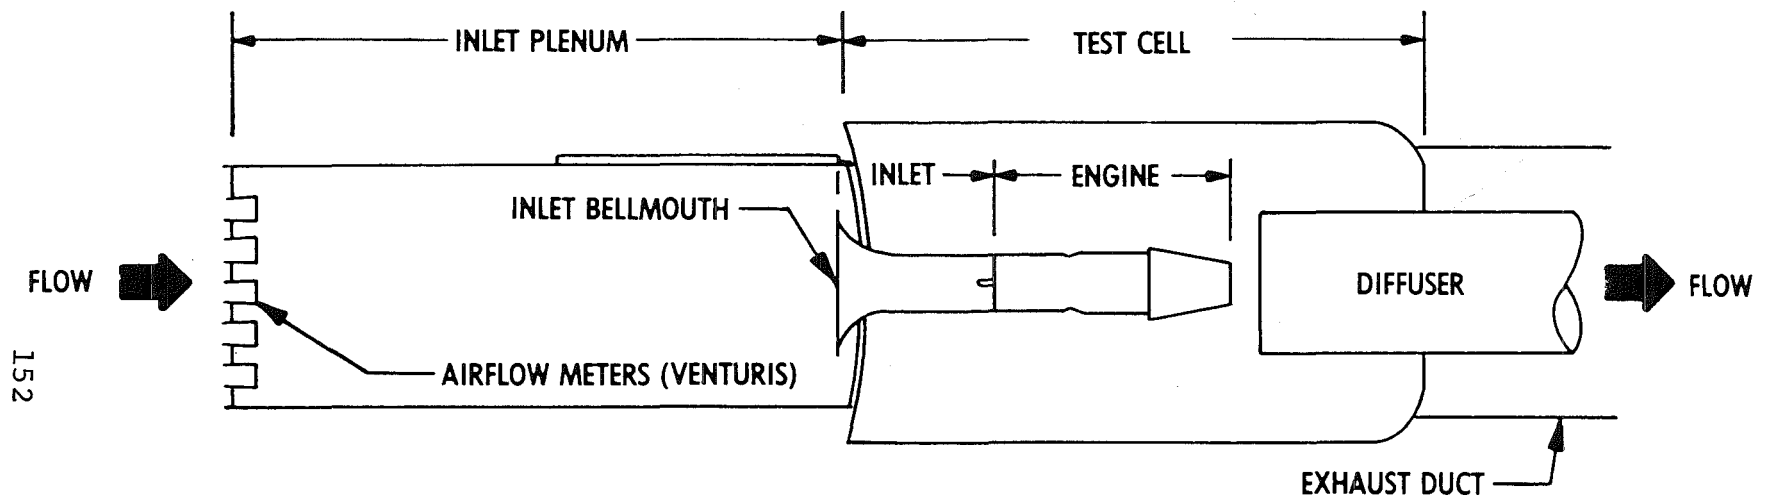 INLET PLENUM
TEST CELL
INLET
ENGINE
INLET BELLMOUTH
FLOW
DIFFUSER
FLOW
AIRFLOW METERS (VENTURIS)
152
EXHAUST DUCT